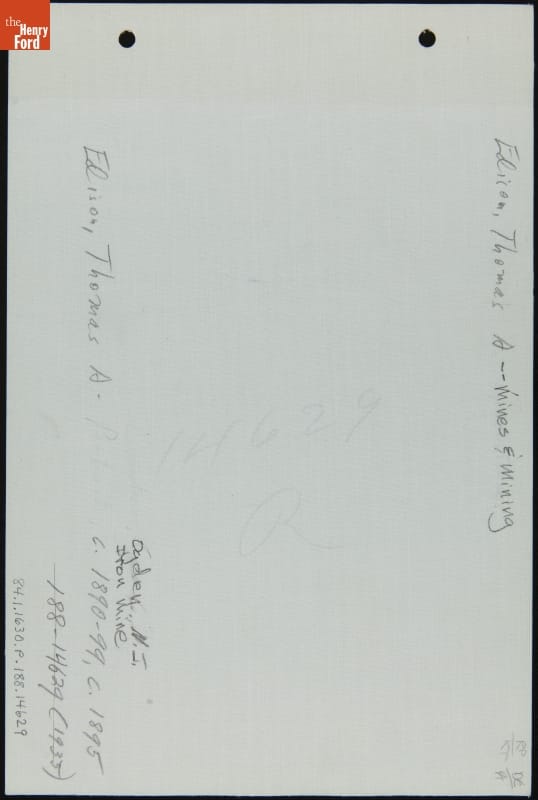 the
Henry
Ford
Edison, Thomas A -- Mines & Mining
14629
R
Ogden, N.J.
Iron Mine
Edison, Thomas A.
c. 1890-99, c. 1895
188-14629 (1933)
84.1.1630.P.188.14629